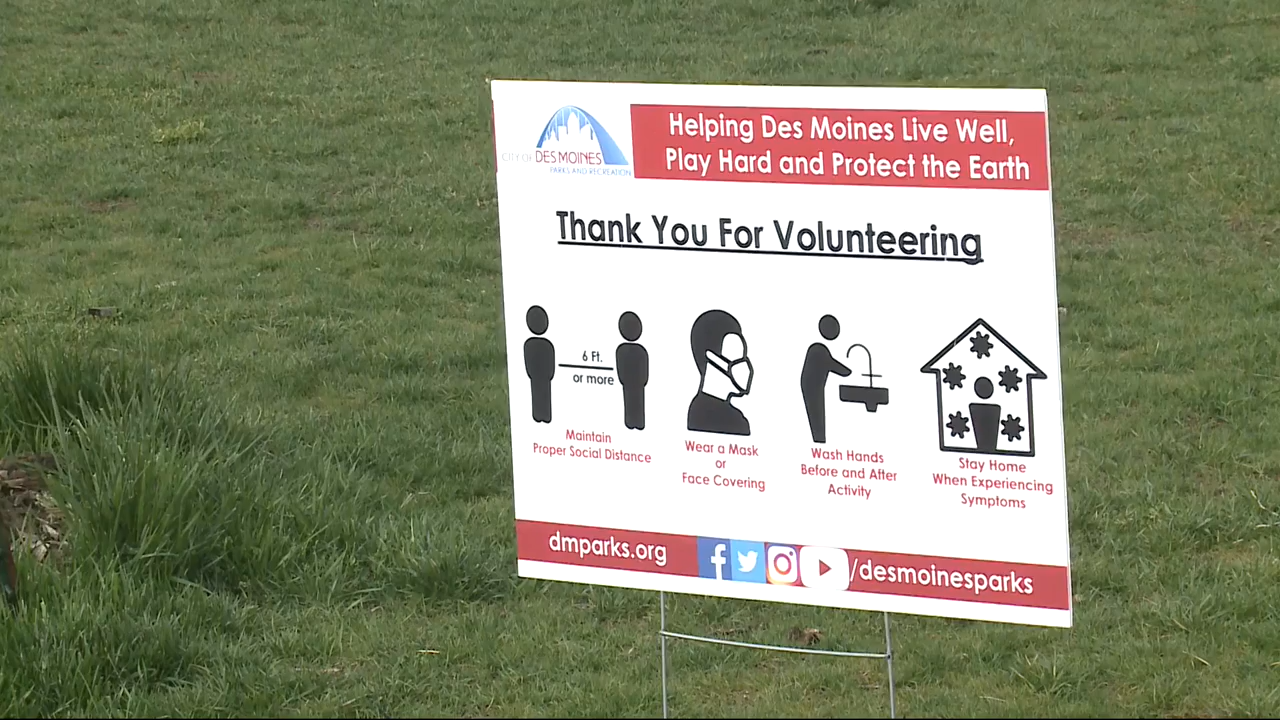 CITY OF DES MOINES
PARKS AND RECREATION
Helping Des Moines Live Well,
Play Hard and Protect the Earth
Thank You For Volunteering
6 Ft.
or more
Maintain
Proper Social Distance
Wear a Mask
or
Face Covering
Wash Hands
Before and After
Activity
Stay Home
When Experiencing
Symptoms
dmparks.org
/desmoinesparks